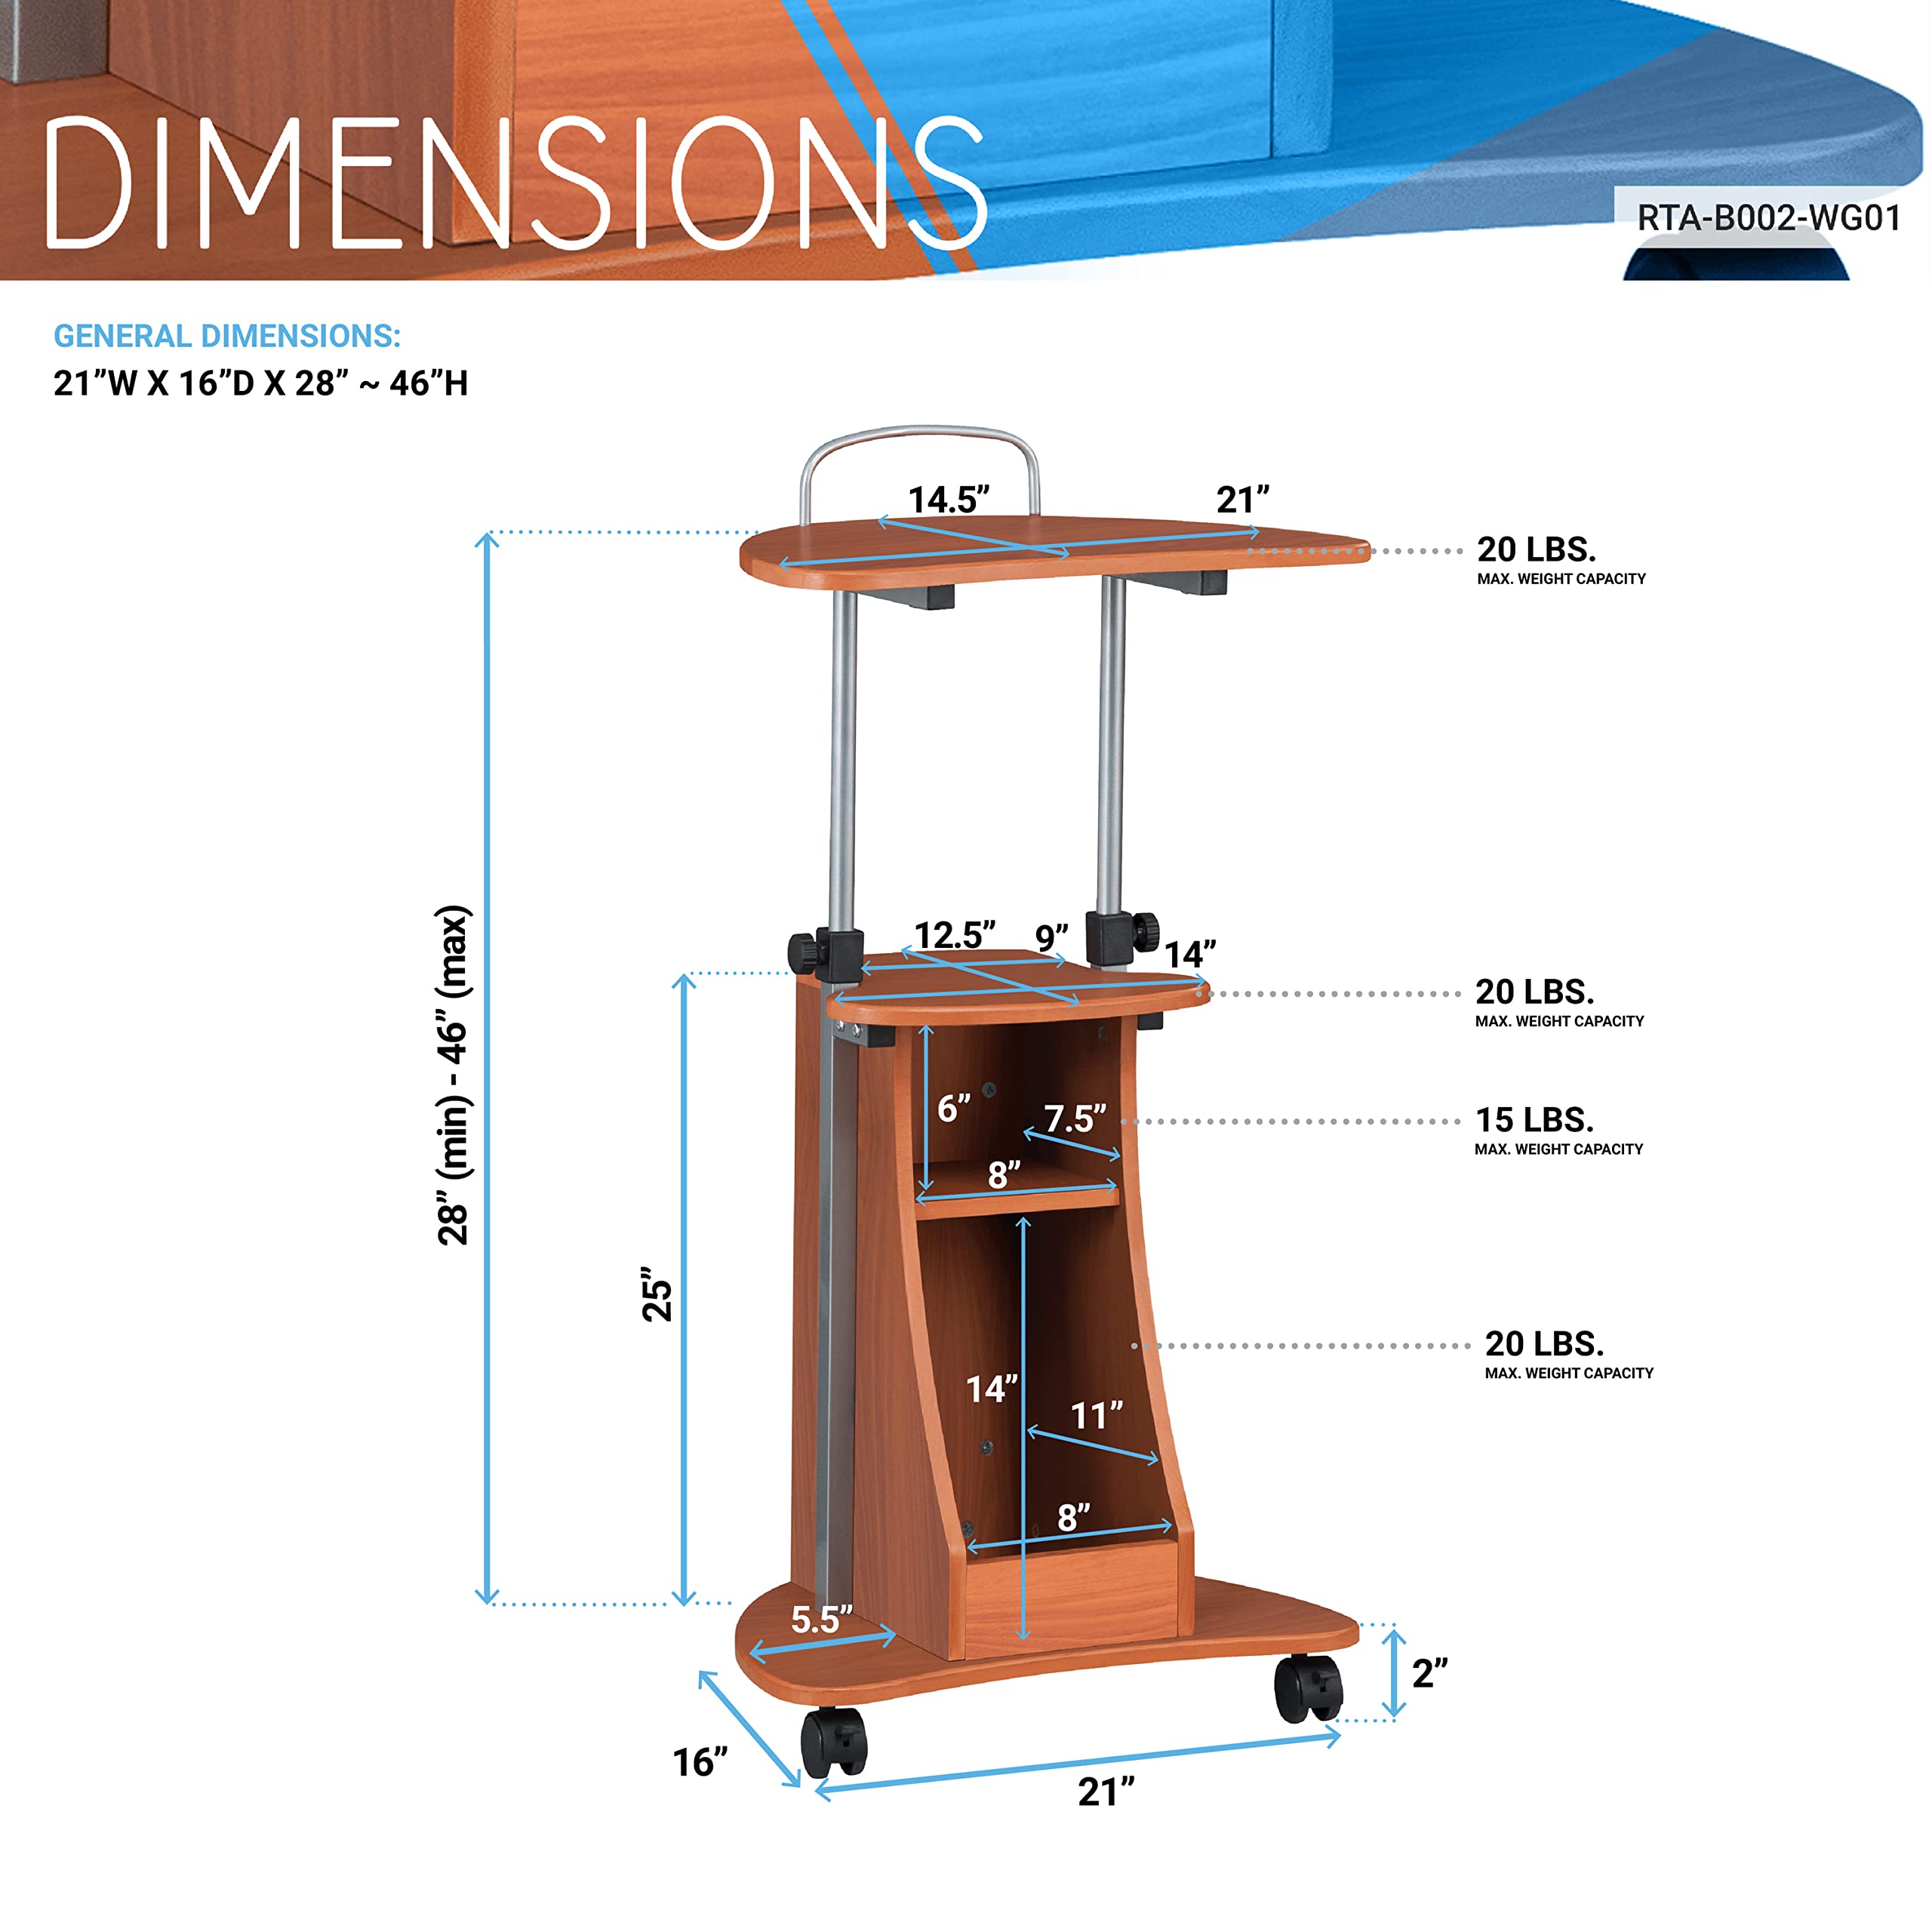 DIMENSIONS
RTA-B002-WG01
GENERAL DIMENSIONS:
21”W X 16”D X 28” ~ 46”H
14.5”
21”
20 LBS.
MAX. WEIGHT CAPACITY
28” (min) - 46” (max)
12.5”
9”
14”
20 LBS.
MAX. WEIGHT CAPACITY
6”
7.5”
15 LBS.
MAX. WEIGHT CAPACITY
8”
25”
20 LBS.
MAX. WEIGHT CAPACITY
14”
11”
8”
5.5”
2”
16”
21”